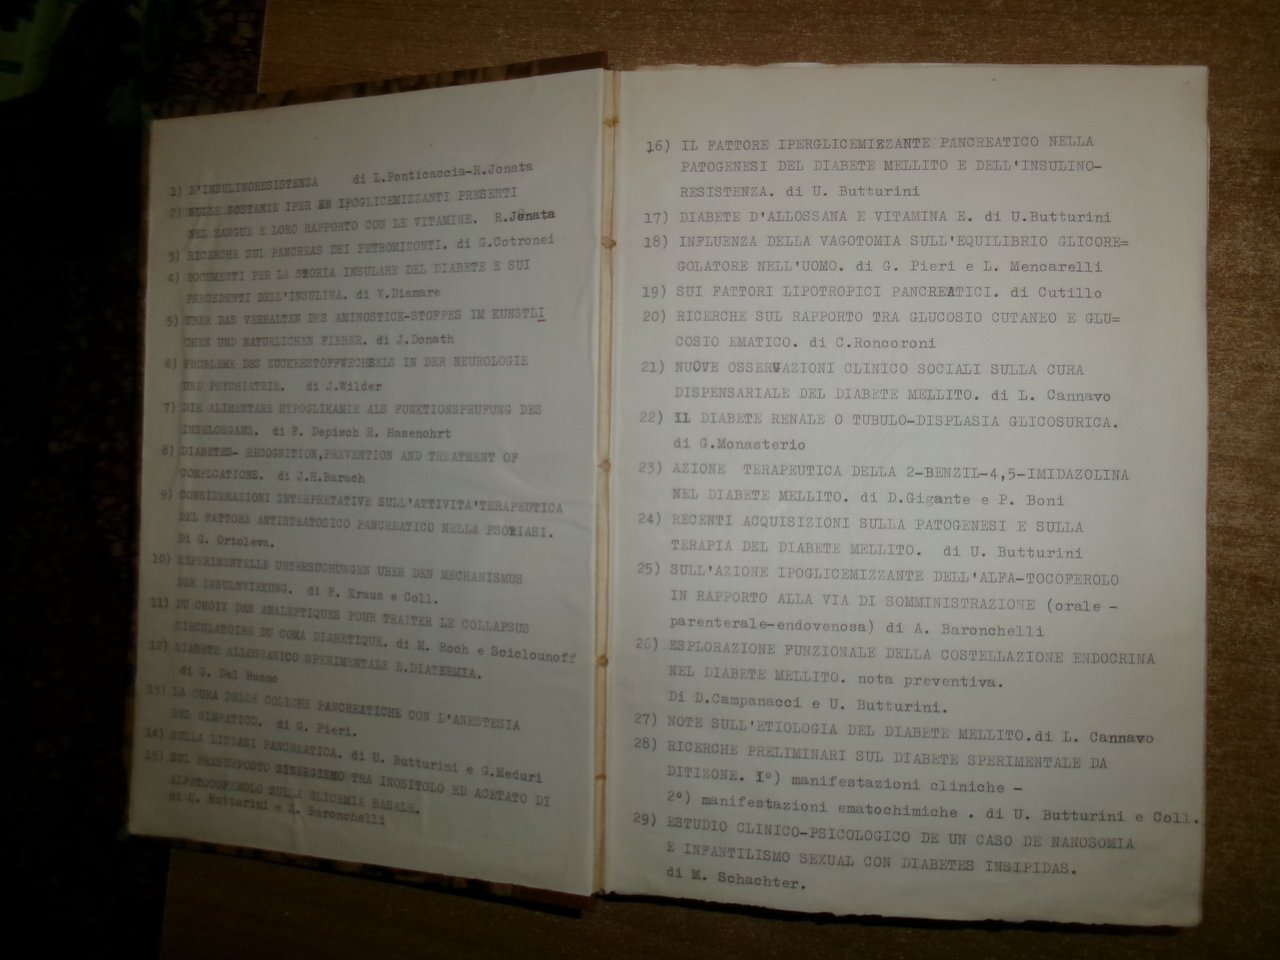 1) L'INSULINORESISTENZA di L.Ponticaccia-R.Jonata
2) SULLE SOSTANZE IPER ED IPOGLICEMIZZANTI PRESENTI
NEL SANGUE E LORO RAPPORTO CON LE VITAMINE. R.Jonata
3) RICERCHE SUL PANCREAS DEI PETROMIZONTI. di G.Cotronei
4) DOCUMENTI PER LA STORIA INSULARE DEL DIABETE E SUI
PRECEDENTI DELL'INSULINA. di V.Diamare
5) UBER DAS VERHALTEN DES AMINOSTICK-STOFFES IM KUNSTLI
CHEN UND NATURLICHEN FIEBER. di J.Donath
6) PROBLEME DES ZUCKERSTOFFWECHSELS IN DER NEUROLOGIE
UND PSYCHIATRIE. di J.Wilder
7) DIE ALIMENTARE HYPOGLIKAMIE ALS FUNKTIONSPRUFUNG DES
INSELORGANS. di F. Depisch R. Hasenohrt
8) DIABETES- RECOGNITION,PREVENTION AND TREATMENT OF
COMPLCATIONS. di J.H.Barach
9) CONSIDERAZIONI INTERPRETATIVE SULL'ATTIVITA'TERAPEUTICA
DEL FATTORE ANTISTEATOSICO PANCREATICO NELLA PSORIASI.
Di G. Ortoleva.
10) EXPERIMENTELLE UNTERSUCHUNGEN UBER DEN MECHANISMUS
DER INSULNWIRKUNG. di F. Kraus e Coll.
11) DU CHOIX DES ANALEPTIQUES POUR TRAITER LE COLLAPSUS
CIRCULATOIRE DU COMA DIABETIQUE. di M. Roch e Sciclounoff
12) DIABETE ALLOSSANICO SPERIMENTALE E.DIATERMIA.
di G. Del Buono
13) LA CURA DELLE COLICHE PANCREATICHE CON L'ANESTESIA
DEL SIMPATICO. di G. Pieri.
14) SULLA LITIASI PANCREATICA. di U. Butturini e G.Meduri
15) SUL PRESUPPOSTO SINERGISMO TRA INOSITOLO ED ACETATO DI
ALFATOCOFEROLO SULLA GLICEMIA BASALE.
di U. Butturini e A. Baronchelli
16) IL FATTORE IPERGLICEMIZZANTE PANCREATICO NELLA
PATOGENESI DEL DIABETE MELLITO E DELL'INSULINO-
RESISTENZA. di U. Butturini
17) DIABETE D'ALLOSSANA E VITAMINA E. di U.Butturini
18) INFLUENZA DELLA VAGOTOMIA SULL'EQUILIBRIO GLICORE=
GOLATORE NELL'UOMO. di G. Pieri e L. Mencarelli
19) SUI FATTORI LIPOTROPICI PANCREATICI. di Cutillo
20) RICERCHE SUL RAPPORTO TRA GLUCOSIO CUTANEO E GLU=
COSIO EMATICO. di C.Roncoroni
21) NUOVE OSSERVAZIONI CLINICO SOCIALI SULLA CURA
DISPENSARIALE DEL DIABETE MELLITO. di L. Cannavo
22) IL DIABETE RENALE O TUBULO-DISPLASIA GLICOSURICA.
di G.Monasterio
23) AZIONE TERAPEUTICA DELLA 2-BENZIL-4,5-IMIDAZOLINA
NEL DIABETE MELLITO. di D.Gigante e P. Boni
24) RECENTI ACQUISIZIONI SULLA PATOGENESI E SULLA
TERAPIA DEL DIABETE MELLITO. di U. Butturini
25) SULL'AZIONE IPOGLICEMIZZANTE DELL'ALFA-TOCOFEROLO
IN RAPPORTO ALLA VIA DI SOMMINISTRAZIONE (orale -
parenterale-endovenosa) di A. Baronchelli
26) ESPLORAZIONE FUNZIONALE DELLA COSTELLAZIONE ENDOCRINA
NEL DIABETE MELLITO. nota preventiva.
Di D.Campanacci e U. Butturini.
27) NOTE SULL'ETIOLOGIA DEL DIABETE MELLITO.di L. Cannavo
28) RICERCHE PRELIMINARI SUL DIABETE SPERIMENTALE DA
DITIZONE. I°) manifestazioni cliniche -
2°) manifestazioni ematochimiche . di U. Butturini e Coll.
29) ESTUDIO CLINICO-PSICOLOGICO DE UN CASO DE NANOSOMIA
E INFANTILISMO SEXUAL CON DIABETES INSIPIDAS.
di M. Schachter.